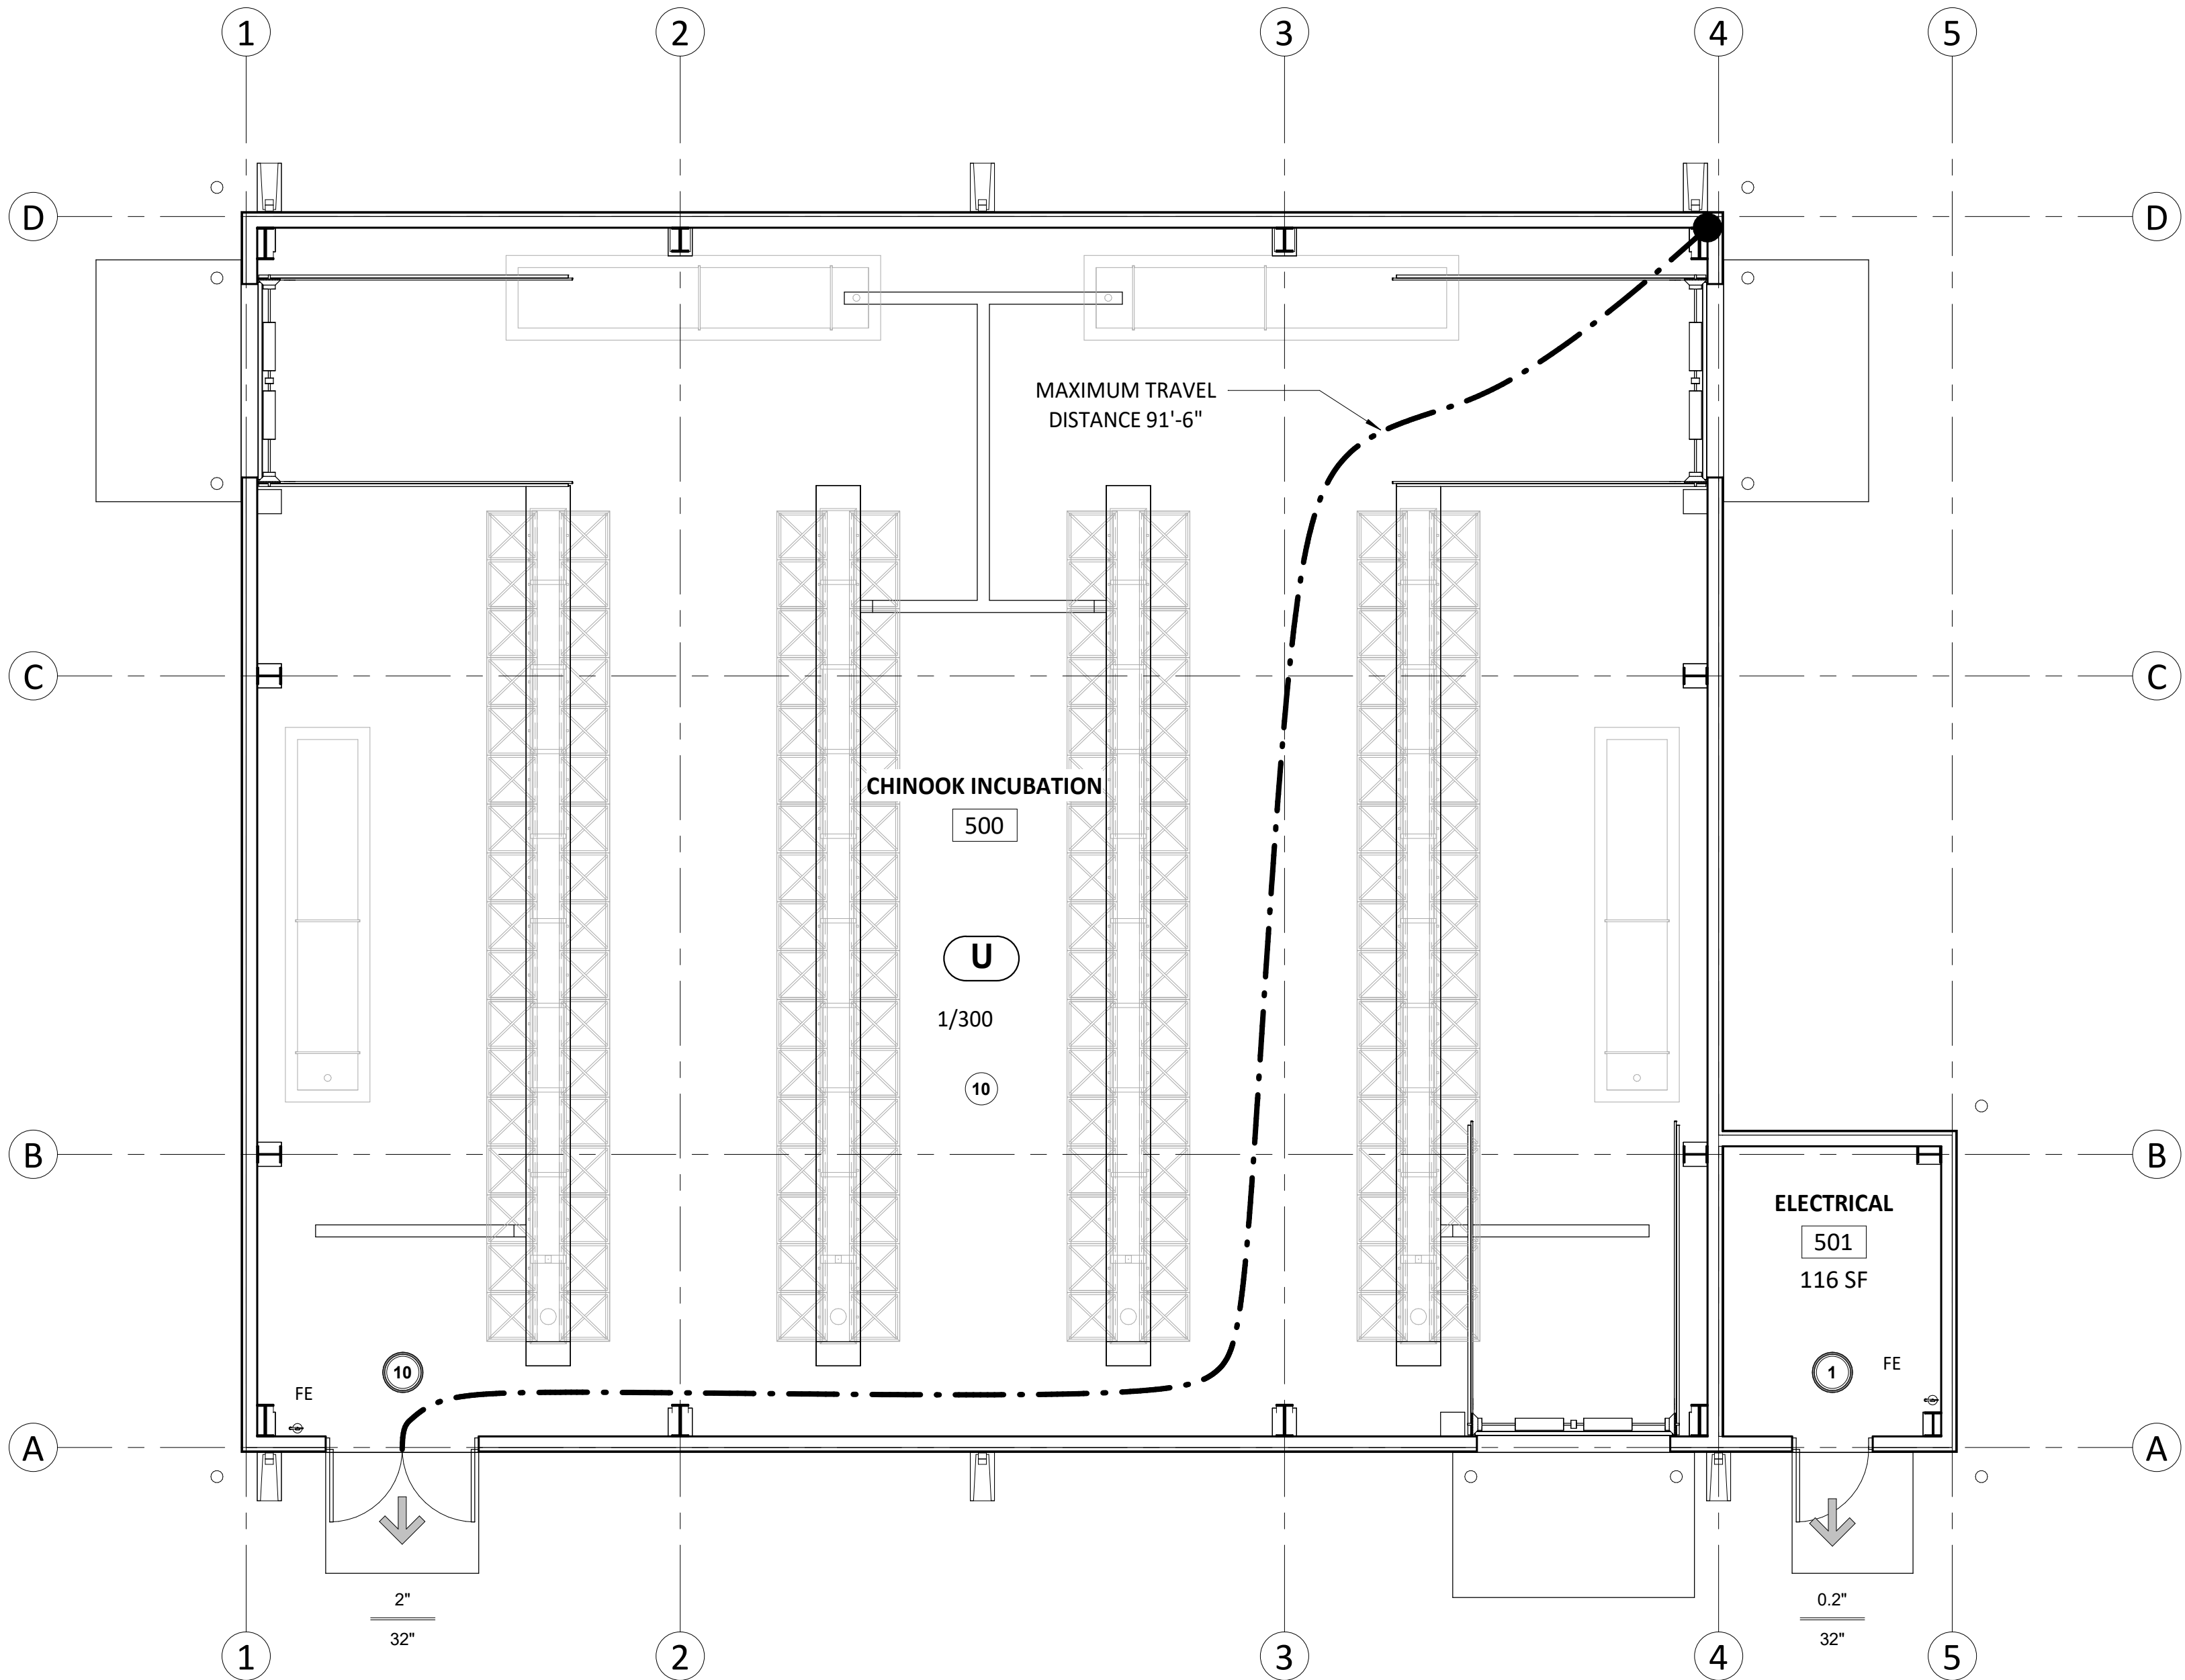 1 2 3 4 5
D D
MAXIMUM TRAVEL
DISTANCE 91'-6"
C C
CHINOOK INCUBATION
500
U
1/300
10
B B
ELECTRICAL
501
116 SF
10
1
FE
FE
A A
2"
32"
0.2"
32"
1 2 3 4 5